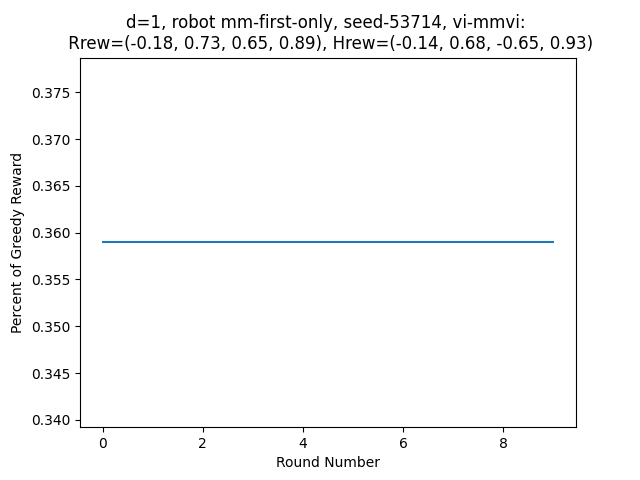 d=1, robot mm-first-only, seed-53714, vi-mmvi:
Rrew=(-0.18, 0.73, 0.65, 0.89), Hrew=(-0.14, 0.68, -0.65, 0.93)
Percent of Greedy Reward
0.375
0.370
0.365
0.360
0.355
0.350
0.345
0.340
0 2 4 6 8
Round Number